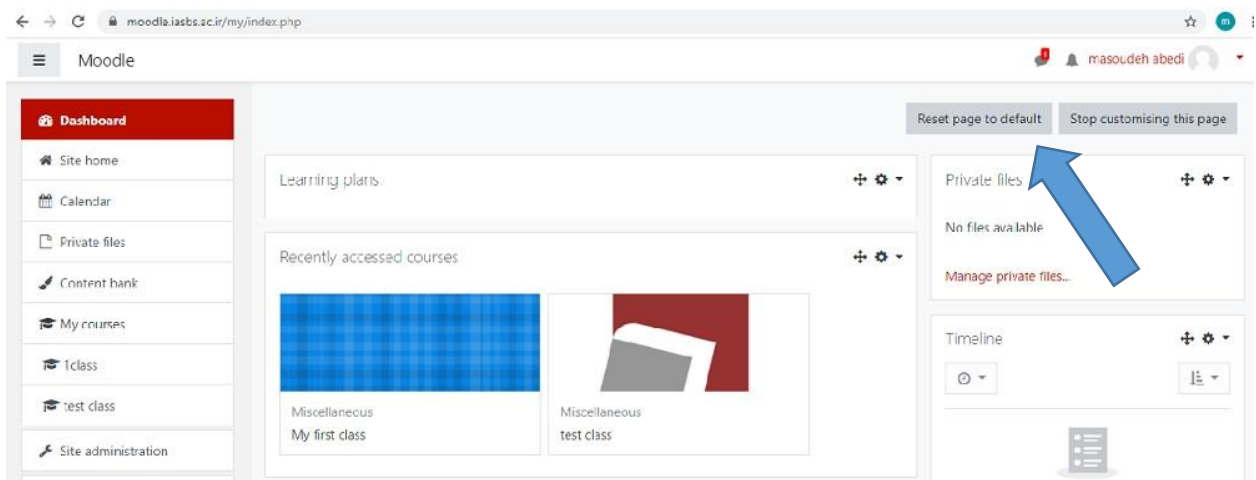 moodle.iasbs.ac.ir/my/index.php
m
Moodle
masoudeh abedi
Dashboard
Site home
Calendar
Private files
Content bank
My courses
1class
test class
Site administration
Reset page to default
Stop customising this page
Learning plans
Recently accessed courses
Miscellaneous
My first class
Miscellaneous
test class
Private files
No files available
Manage private files...
Timeline